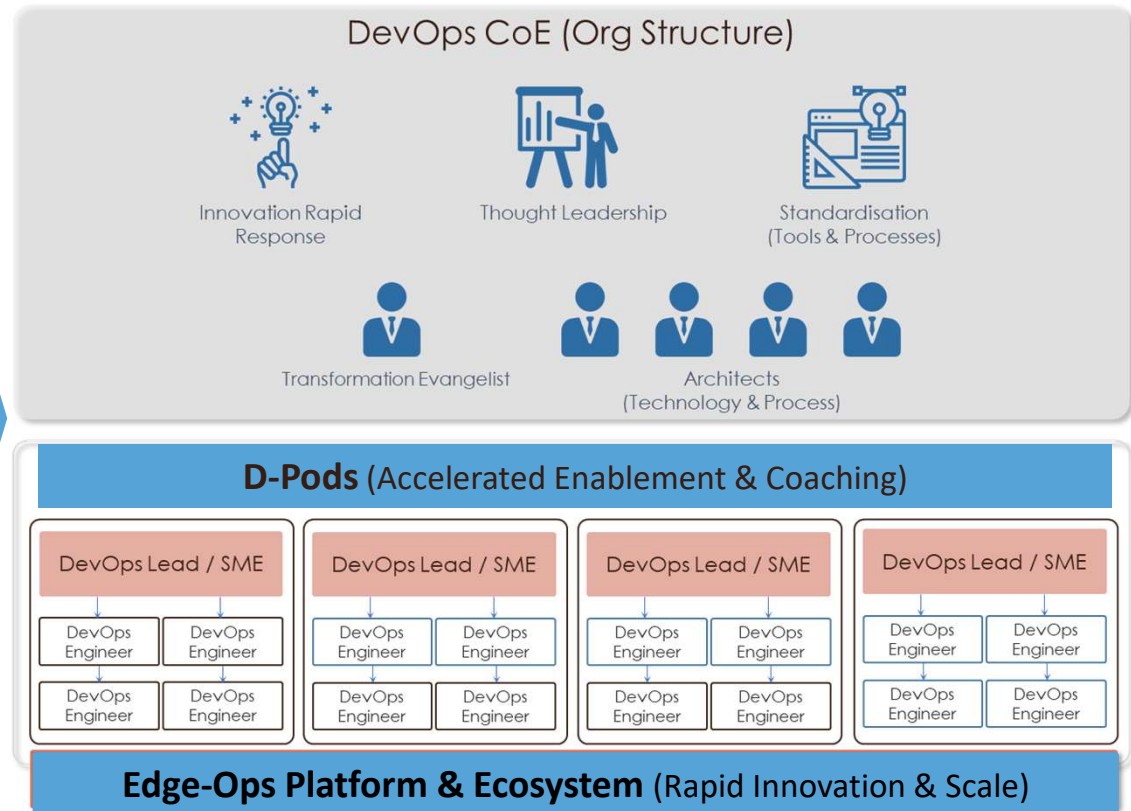 DevOps CoE (Org Structure)
Innovation Rapid
Response
Thought Leadership
Standardisation
(Tools & Processes)
Transformation Evangelist
Architects
(Technology & Process)
D-Pods (Accelerated Enablement & Coaching)
DevOps Lead / SME
DevOps
Engineer
DevOps
Engineer
DevOps
Engineer
DevOps
Engineer
DevOps Lead / SME
DevOps
Engineer
DevOps
Engineer
DevOps
Engineer
DevOps
Engineer
DevOps Lead / SME
DevOps
Engineer
DevOps
Engineer
DevOps
Engineer
DevOps
Engineer
DevOps Lead / SME
DevOps
Engineer
DevOps
Engineer
DevOps
Engineer
DevOps
Engineer
Edge-Ops Platform & Ecosystem (Rapid Innovation & Scale)